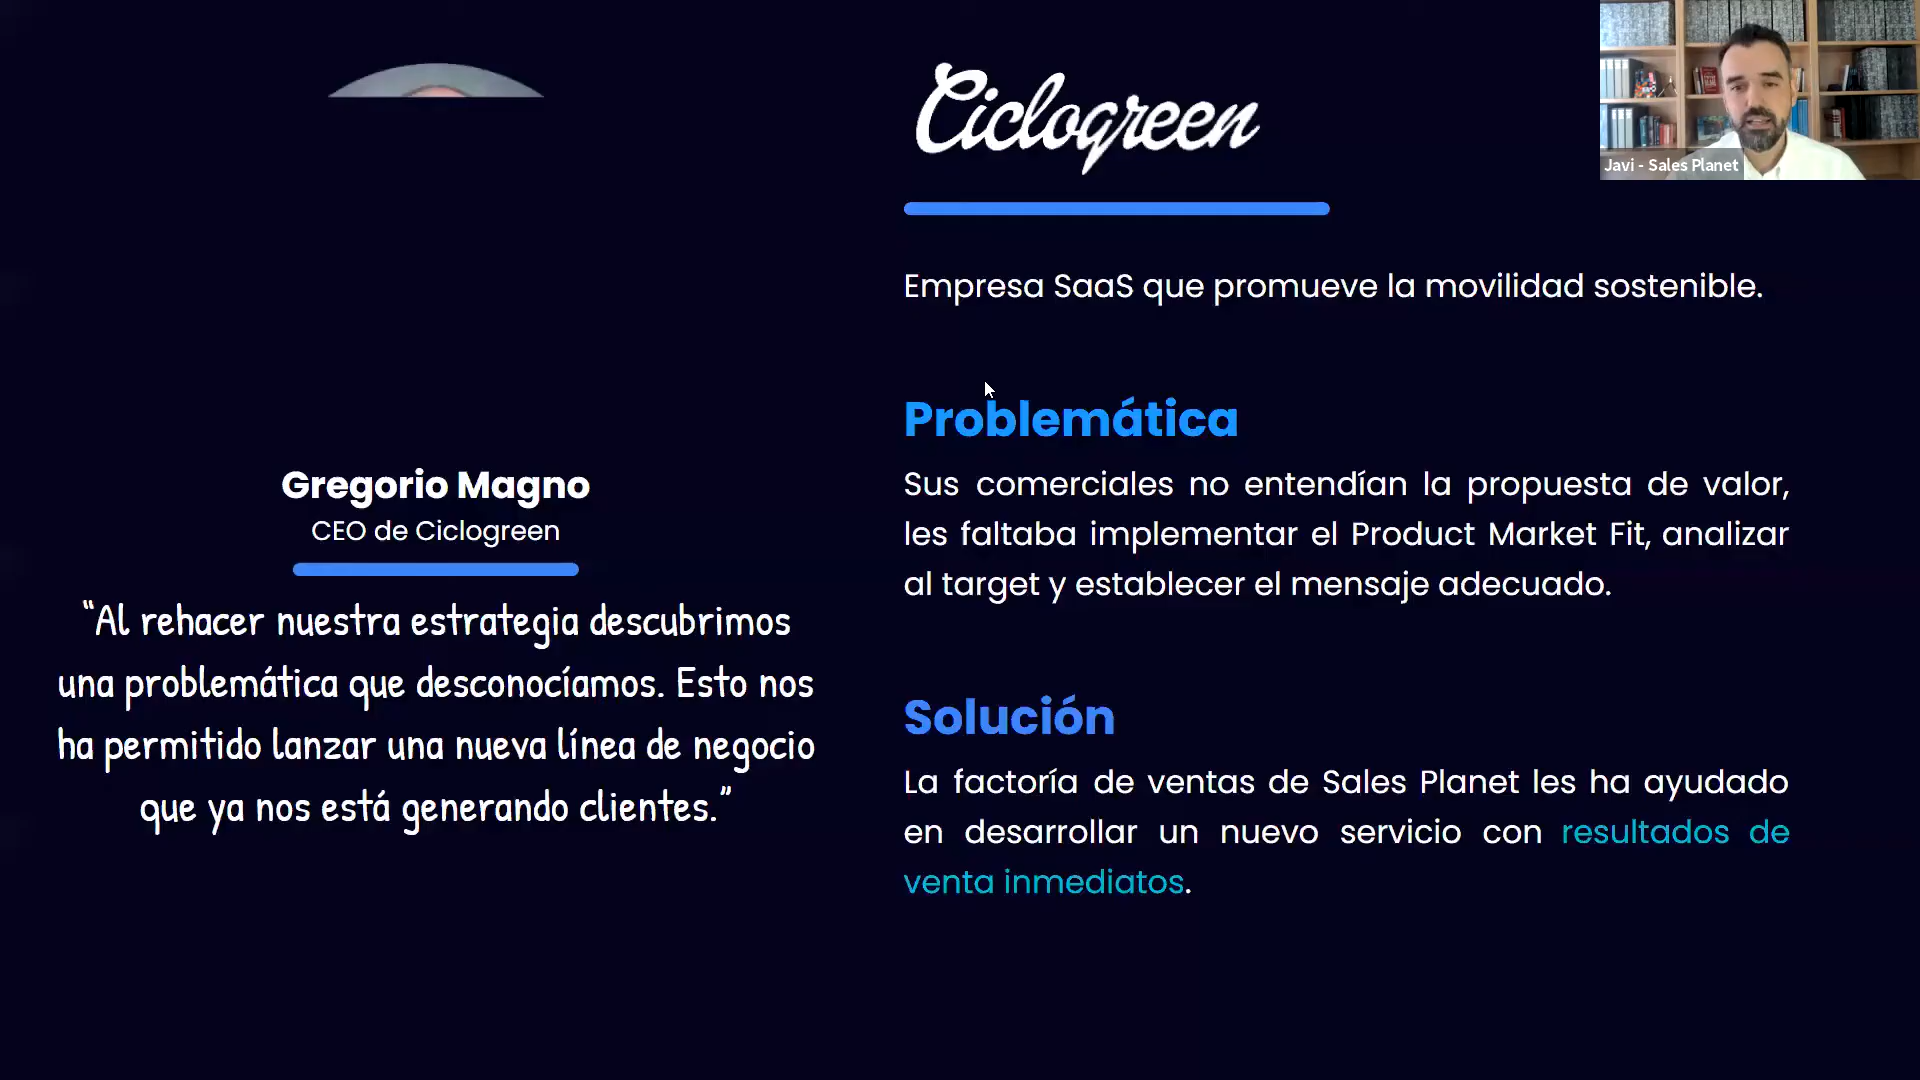 Ciclogreen
Javi - Sales Planet
Empresa SaaS que promueve la movilidad sostenible.
Problemática
Sus comerciales no entendían la propuesta de valor,
les faltaba implementar el Product Market Fit, analizar
al target y establecer el mensaje adecuado.
Solución
La factoría de ventas de Sales Planet les ha ayudado
en desarrollar un nuevo servicio con resultados de
venta inmediatos.
Gregorio Magno
CEO de Ciclogreen
“Al rehacer nuestra estrategia descubrimos
una problemática que desconocíamos. Esto nos
ha permitido lanzar una nueva línea de negocio
que ya nos está generando clientes.”